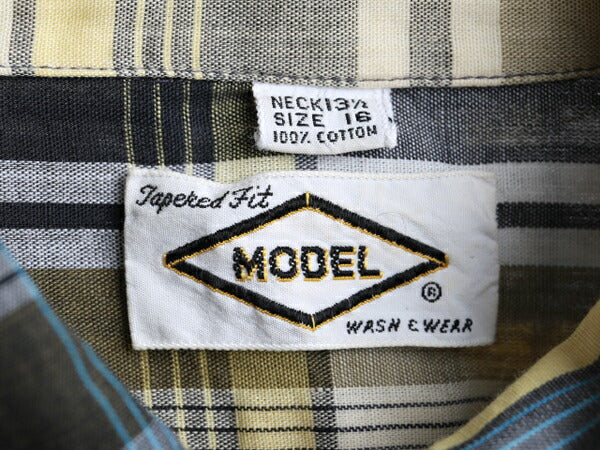 NECK 13½
SIZE 16
100% COTTON
Tapered Fit
MODEL
®
WASH & WEAR